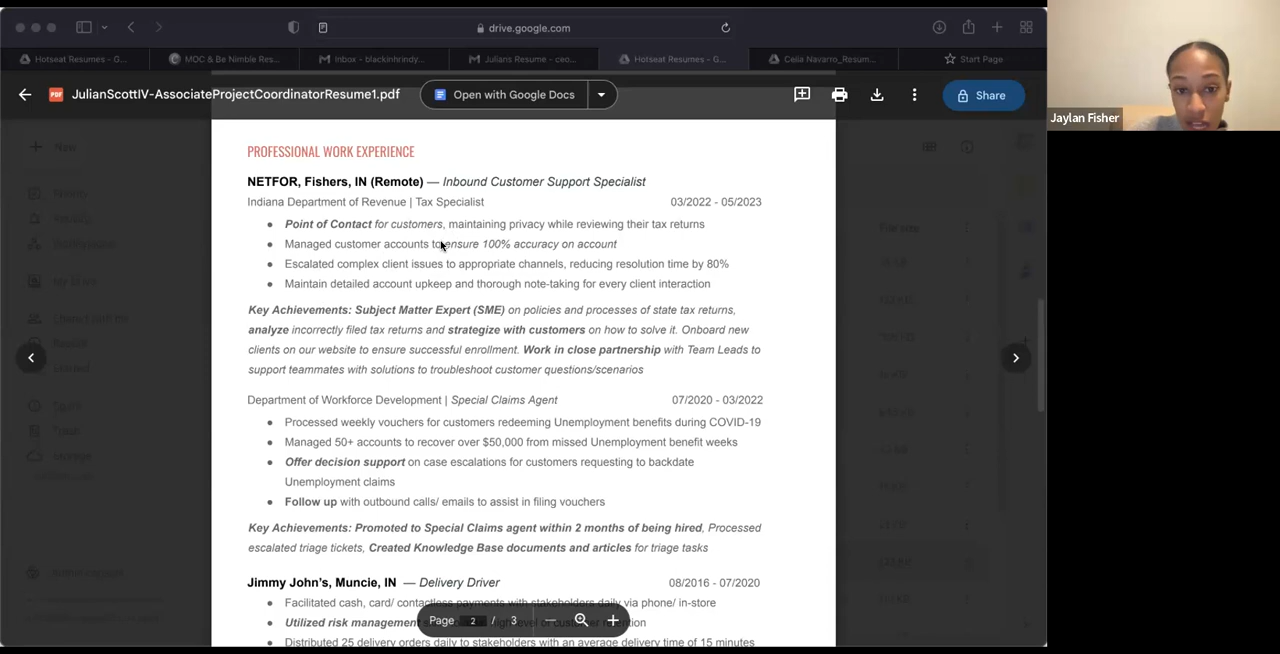 drive.google.com
Hotseat Resumes - G...
MOC & Be Nimble Res...
Inbox - blackinhrindy...
Julians Resume - ceo...
Hotseat Resumes - G...
Celia Navarro_Resum...
Start Page
JulianScottIV-AssociateProjectCoordinatorResume1.pdf
Open with Google Docs
Share
Jaylan Fisher
New
PROFESSIONAL WORK EXPERIENCE
NETFOR, Fishers, IN (Remote) — Inbound Customer Support Specialist
Indiana Department of Revenue | Tax Specialist 03/2022 - 05/2023
● Point of Contact for customers, maintaining privacy while reviewing their tax returns
● Managed customer accounts to ensure 100% accuracy on account
● Escalated complex client issues to appropriate channels, reducing resolution time by 80%
● Maintain detailed account upkeep and thorough note-taking for every client interaction
Key Achievements: Subject Matter Expert (SME) on policies and processes of state tax returns,
analyze incorrectly filed tax returns and strategize with customers on how to solve it. Onboard new
clients on our website to ensure successful enrollment. Work in close partnership with Team Leads to
support teammates with solutions to troubleshoot customer questions/scenarios
Department of Workforce Development | Special Claims Agent 07/2020 - 03/2022
● Processed weekly vouchers for customers redeeming Unemployment benefits during COVID-19
● Managed 50+ accounts to recover over $50,000 from missed Unemployment benefit weeks
● Offer decision support on case escalations for customers requesting to backdate
Unemployment claims
● Follow up with outbound calls/ emails to assist in filing vouchers
Key Achievements: Promoted to Special Claims agent within 2 months of being hired, Processed
escalated triage tickets, Created Knowledge Base documents and articles for triage tasks
Jimmy John's, Muncie, IN — Delivery Driver 08/2016 - 07/2020
● Facilitated cash, card/ contactless payments with stakeholders daily via phone/ in-store
● Utilized risk management high level of customer retention
● Distributed 25 delivery orders daily to stakeholders with an average delivery time of 15 minutes
Page 2 / 3